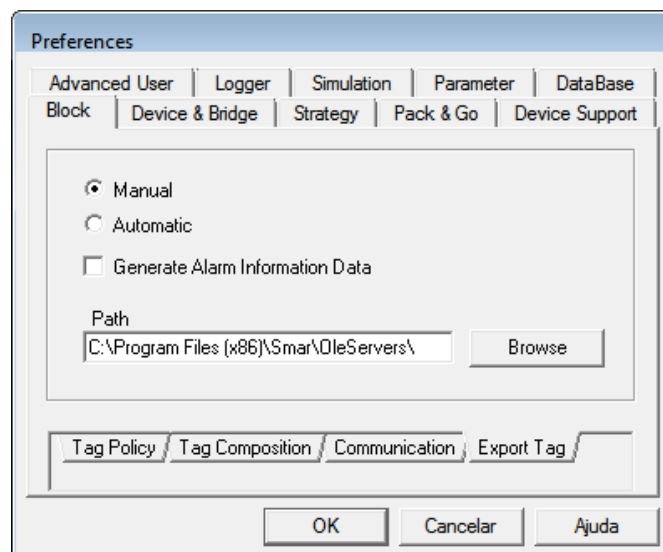 Preferences
Advanced User Logger Simulation Parameter DataBase
Block Device & Bridge Strategy Pack & Go Device Support
Manual
Automatic
Generate Alarm Information Data
Path
C:\Program Files (x86)\Smar\OleServers\ Browse
Tag Policy Tag Composition Communication Export Tag
OK Cancelar Ajuda